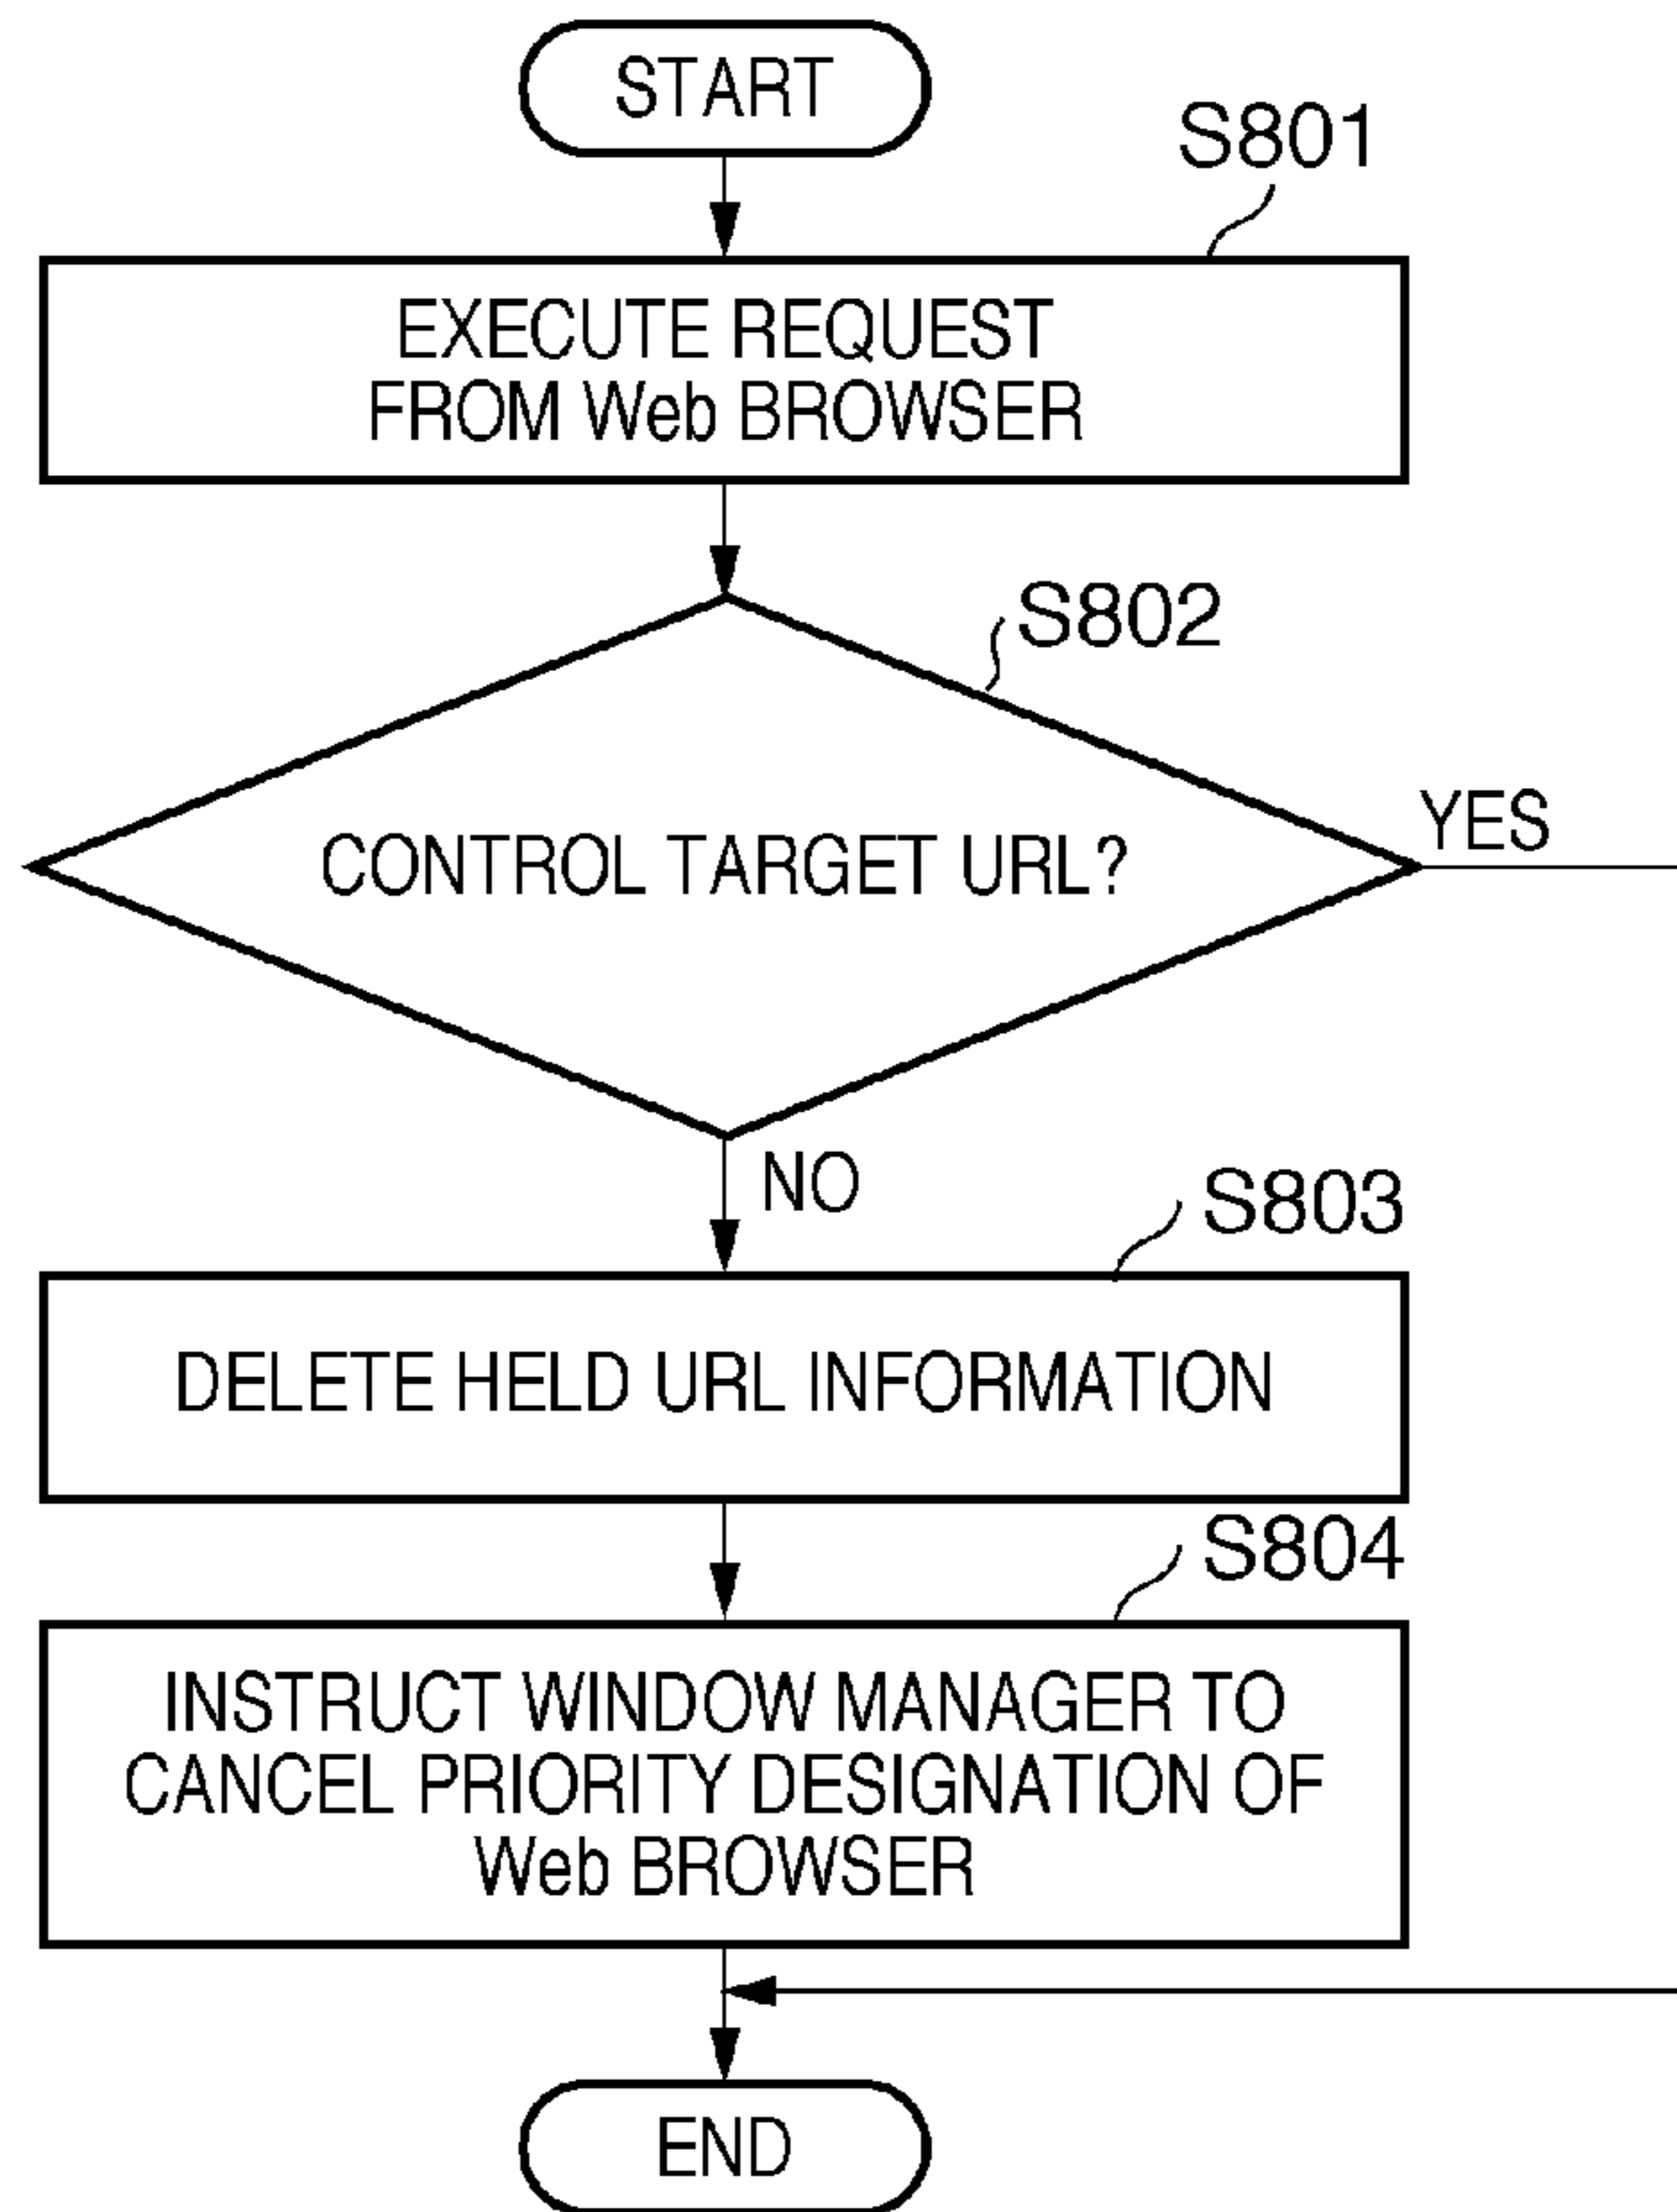 START
S801
EXECUTE REQUEST
FROM Web BROWSER
S802
CONTROL TARGET URL?
YES
NO
S803
DELETE HELD URL INFORMATION
S804
INSTRUCT WINDOW MANAGER TO
CANCEL PRIORITY DESIGNATION OF
Web BROWSER
END